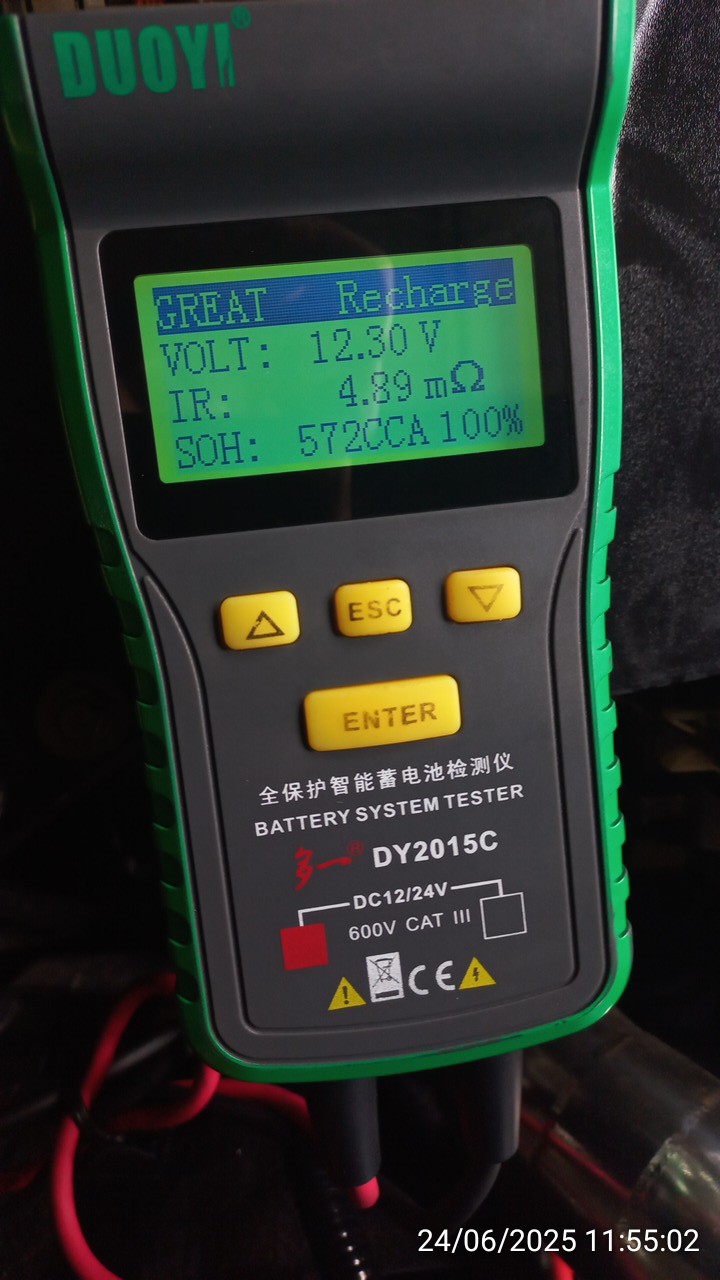 DUOYI®
GREAT Recharge
VOLT: 12.30 V
IR: 4.89 mΩ
SOH: 572CCA 100%
ESC
ENTER
全保护智能蓄电池检测仪
BATTERY SYSTEM TESTER
多一® DY2015C
DC12/24V
600V CAT III
CE
24/06/2025 11:55:02